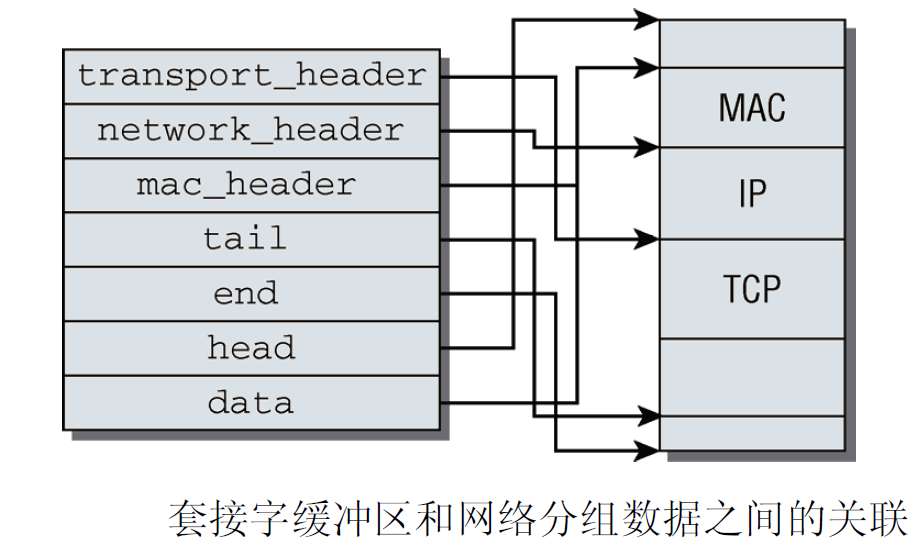 transport_header
network_header
mac_header
tail
end
head
data
MAC
IP
TCP
套接字缓冲区和网络分组数据之间的关联